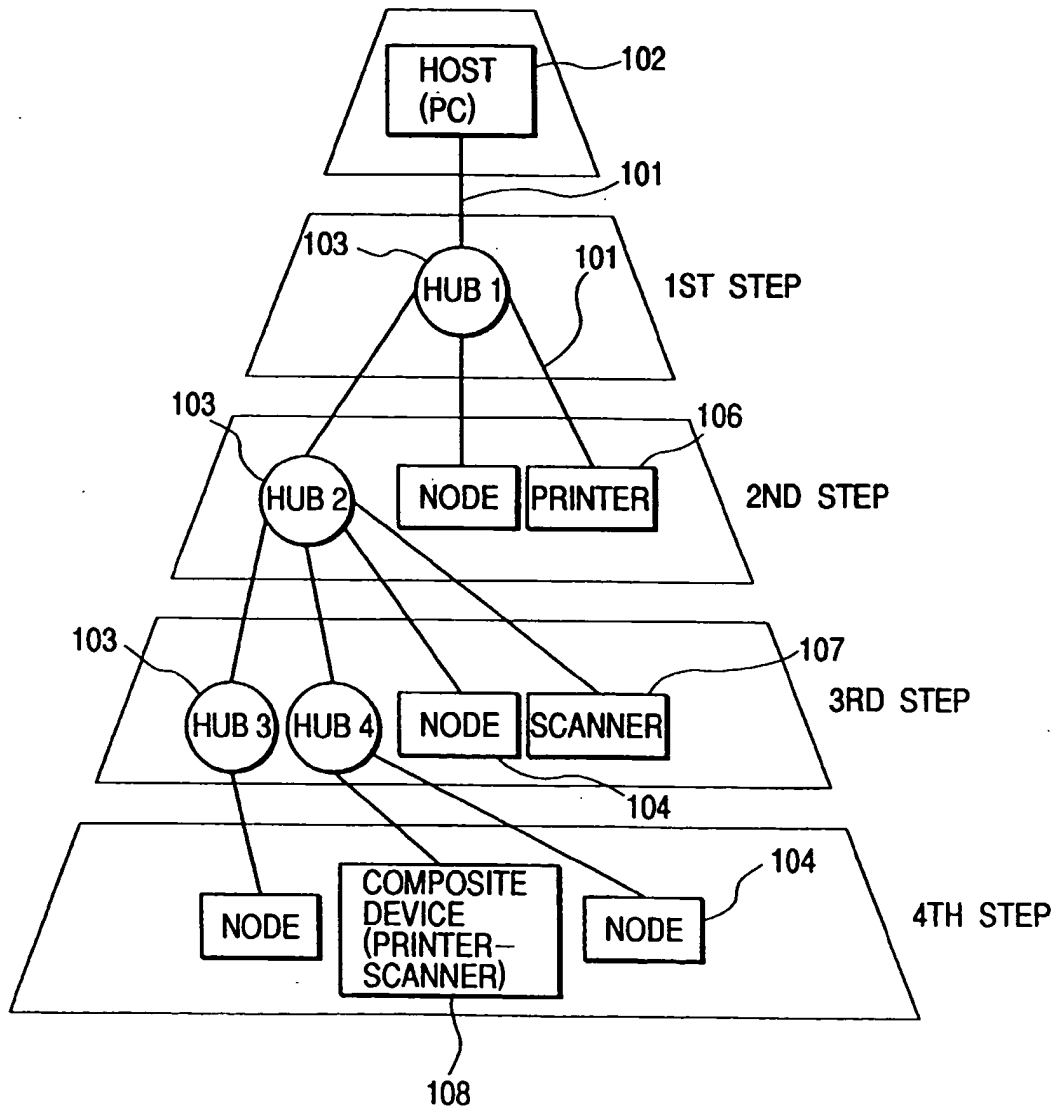 HOST
(PC)
102
101
103
HUB 1
101
1ST STEP
103
106
HUB 2
NODE
PRINTER
2ND STEP
103
107
HUB 3
HUB 4
NODE
SCANNER
3RD STEP
104
COMPOSITE
DEVICE
(PRINTER–
SCANNER)
NODE
NODE
104
4TH STEP
108